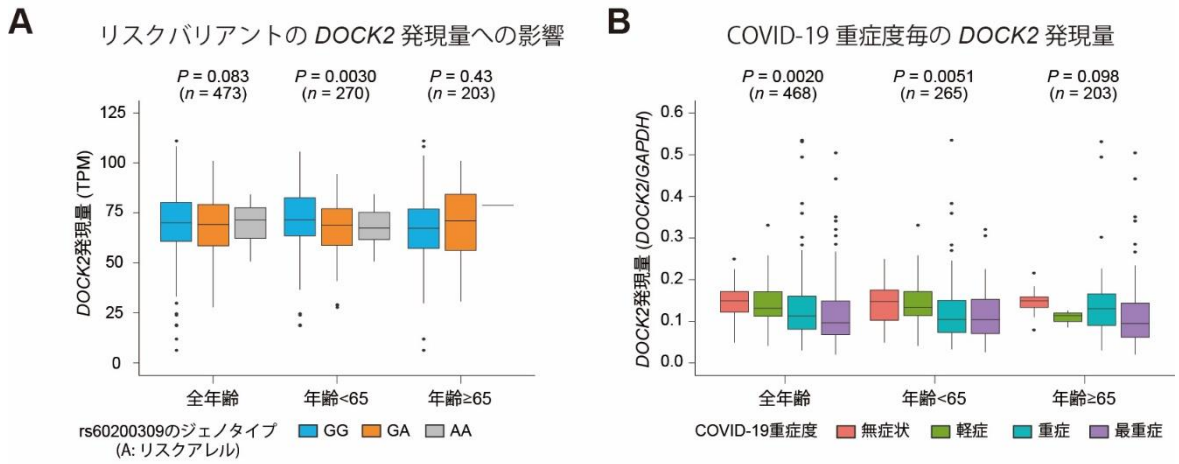 A
リスクバリアントの DOCK2 発現量への影響
P = 0.083
(n = 473)
P = 0.0030
(n = 270)
P = 0.43
(n = 203)
DOCK2発現量 (TPM)
125
100
75
50
25
0
全年齢
年齢<65
年齢≥65
rs60200309のジェノタイプ
(A: リスクアレル)
GG
GA
AA
B
COVID-19 重症度毎の DOCK2 発現量
P = 0.0020
(n = 468)
P = 0.0051
(n = 265)
P = 0.098
(n = 203)
DOCK2発現量 (DOCK2/GAPDH)
0.6
0.5
0.4
0.3
0.2
0.1
0.0
全年齢
年齢<65
年齢≥65
COVID-19重症度
無症状
軽症
重症
最重症